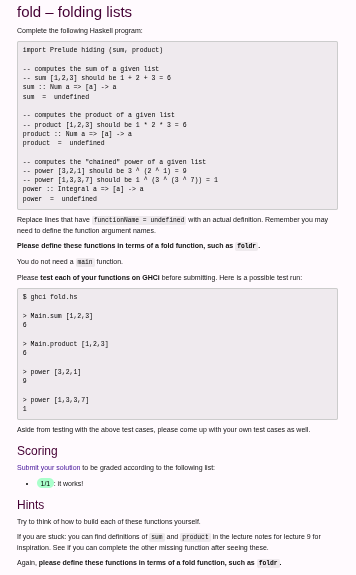 fold – folding lists
Complete the following Haskell program:
import Prelude hiding (sum, product)
-- computes the sum of a given list
-- sum [1,2,3] should be 1 + 2 + 3 = 6
sum :: Num a => [a] -> a
sum  =  undefined
-- computes the product of a given list
-- product [1,2,3] should be 1 * 2 * 3 = 6
product :: Num a => [a] -> a
product  =  undefined
-- computes the "chained" power of a given list
-- power [3,2,1] should be 3 ^ (2 ^ 1) = 9
-- power [1,3,3,7] should be 1 ^ (3 ^ (3 ^ 7)) = 1
power :: Integral a => [a] -> a
power  =  undefined
Replace lines that have functionName = undefined with an actual definition. Remember you may
need to define the function argument names.
Please define these functions in terms of a fold function, such as foldr.
You do not need a main function.
Please test each of your functions on GHCi before submitting. Here is a possible test run:
$ ghci fold.hs
> Main.sum [1,2,3]
6
> Main.product [1,2,3]
6
> power [3,2,1]
9
> power [1,3,3,7]
1
Aside from testing with the above test cases, please come up with your own test cases as well.
Scoring
Submit your solution to be graded according to the following list:
• 1/1: it works!
Hints
Try to think of how to build each of these functions yourself.
If you are stuck: you can find definitions of sum and product in the lecture notes for lecture 9 for
inspiration. See if you can complete the other missing function after seeing these.
Again, please define these functions in terms of a fold function, such as foldr.